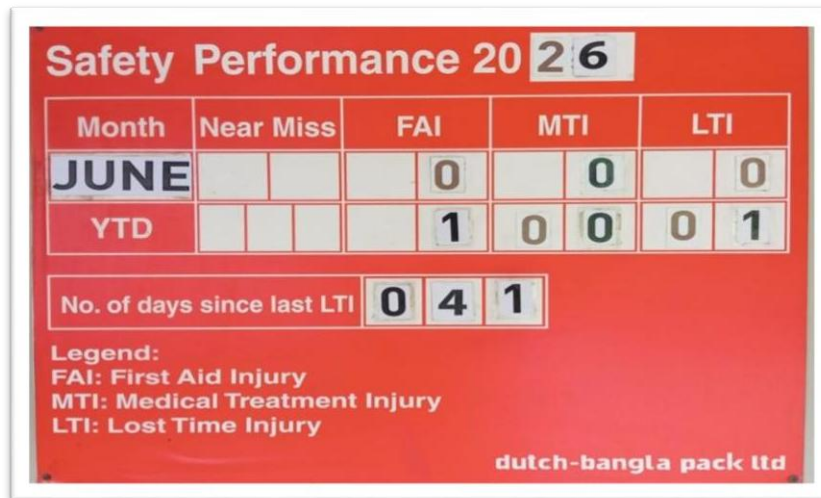 Safety Performance 20 26
Month Near Miss FAI MTI LTI
JUNE 0 0 0
YTD 1 0 0 0 1
No. of days since last LTI 0 4 1
Legend:
FAI: First Aid Injury
MTI: Medical Treatment Injury
LTI: Lost Time Injury
dutch-bangla pack ltd